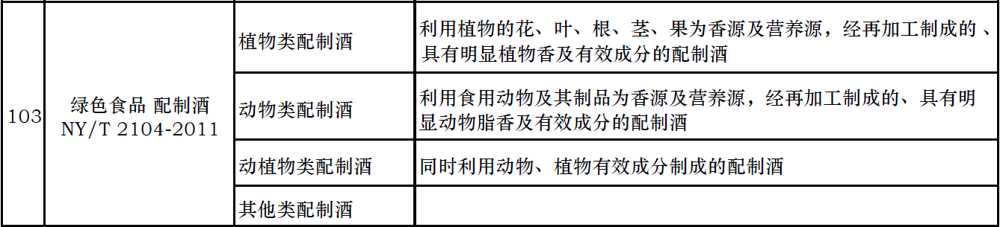 103
绿色食品 配制酒
NY/T 2104-2011
植物类配制酒
利用植物的花、叶、根、茎、果为香源及营养源，经再加工制成的 、
具有明显植物香及有效成分的配制酒
动物类配制酒
利用食用动物及其制品为香源及营养源，经再加工制成的、具有明
显动物脂香及有效成分的配制酒
动植物类配制酒
同时利用动物、植物有效成分制成的配制酒
其他类配制酒